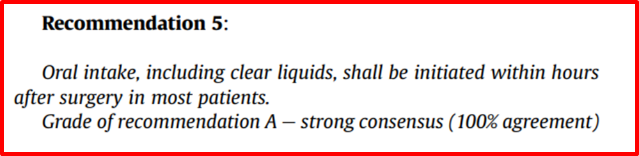 Recommendation 5:
Oral intake, including clear liquids, shall be initiated within hours
after surgery in most patients.
Grade of recommendation A – strong consensus (100% agreement)